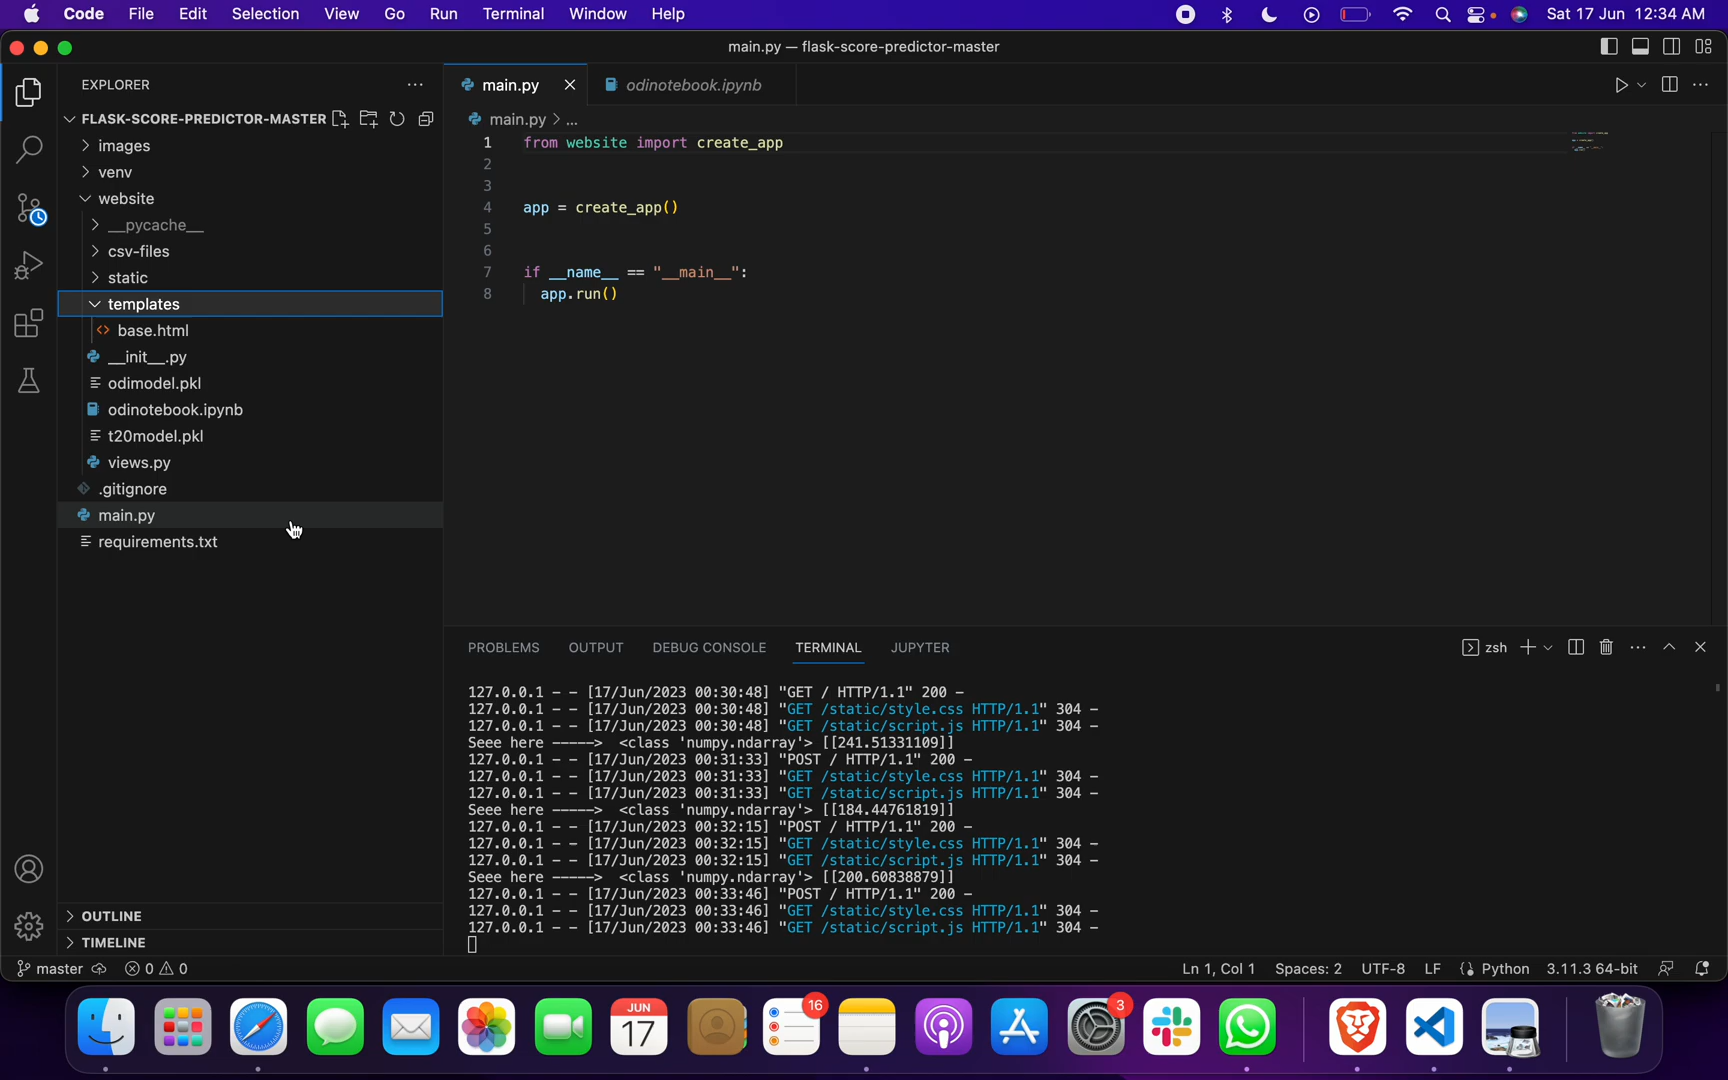 Code File Edit Selection View Go Run Terminal Window Help Sat 17 Jun 12:34 AM
main.py — flask-score-predictor-master
EXPLORER
FLASK-SCORE-PREDICTOR-MASTER
images
venv
website
__pycache__
csv-files
static
templates
base.html
__init__.py
odimodel.pkl
odinotebook.ipynb
t20model.pkl
views.py
.gitignore
main.py
requirements.txt
OUTLINE
TIMELINE
main.py odinotebook.ipynb
main.py > ...
1 from website import create_app
2
3
4 app = create_app()
5
6
7 if __name__ == "__main__":
8 app.run()
PROBLEMS OUTPUT DEBUG CONSOLE TERMINAL JUPYTER zsh
127.0.0.1 - - [17/Jun/2023 00:30:48] "GET / HTTP/1.1" 200 -
127.0.0.1 - - [17/Jun/2023 00:30:48] "GET /static/style.css HTTP/1.1" 304 -
127.0.0.1 - - [17/Jun/2023 00:30:48] "GET /static/script.js HTTP/1.1" 304 -
Seee here -----> <class 'numpy.ndarray'> [[241.51331109]]
127.0.0.1 - - [17/Jun/2023 00:31:33] "POST / HTTP/1.1" 200 -
127.0.0.1 - - [17/Jun/2023 00:31:33] "GET /static/style.css HTTP/1.1" 304 -
127.0.0.1 - - [17/Jun/2023 00:31:33] "GET /static/script.js HTTP/1.1" 304 -
Seee here -----> <class 'numpy.ndarray'> [[184.44761819]]
127.0.0.1 - - [17/Jun/2023 00:32:15] "POST / HTTP/1.1" 200 -
127.0.0.1 - - [17/Jun/2023 00:32:15] "GET /static/style.css HTTP/1.1" 304 -
127.0.0.1 - - [17/Jun/2023 00:32:15] "GET /static/script.js HTTP/1.1" 304 -
Seee here -----> <class 'numpy.ndarray'> [[200.60838879]]
127.0.0.1 - - [17/Jun/2023 00:33:46] "POST / HTTP/1.1" 200 -
127.0.0.1 - - [17/Jun/2023 00:33:46] "GET /static/style.css HTTP/1.1" 304 -
127.0.0.1 - - [17/Jun/2023 00:33:46] "GET /static/script.js HTTP/1.1" 304 -
master 0 0 Ln 1, Col 1 Spaces: 2 UTF-8 LF Python 3.11.3 64-bit
JUN
17
16
3